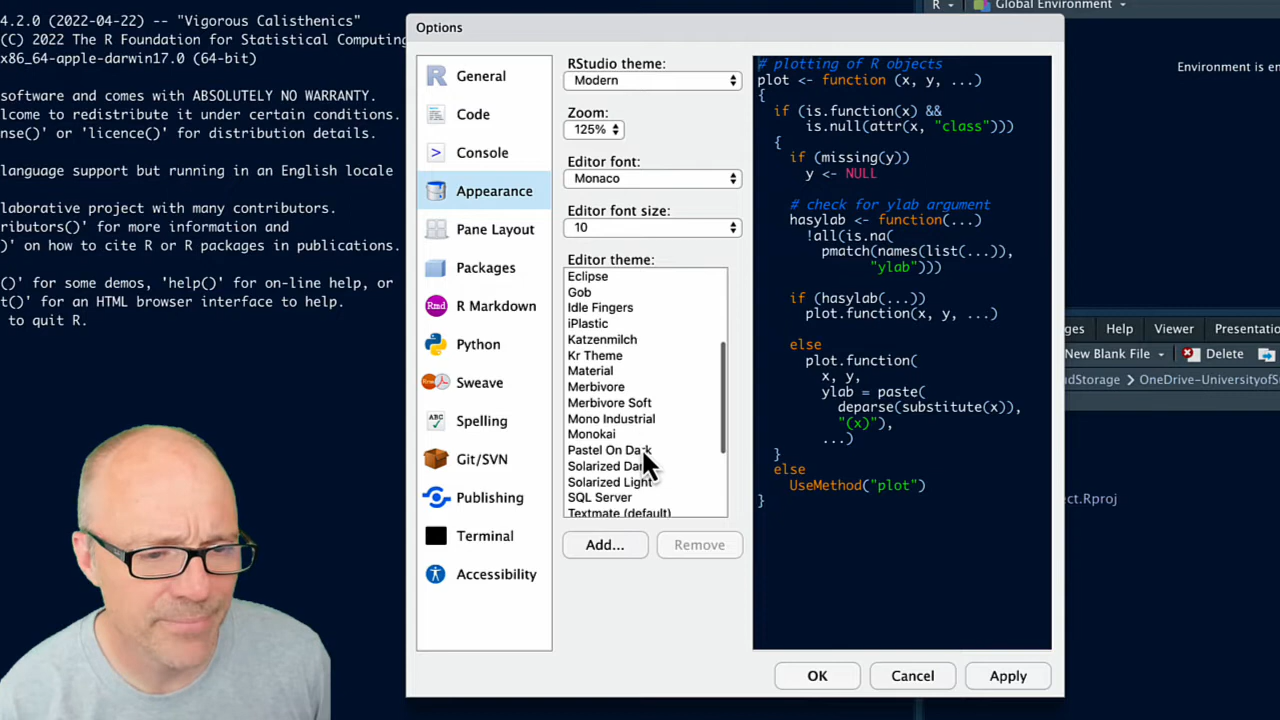 4.2.0 (2022-04-22) -- "Vigorous Calisthenics"
(C) 2022 The R Foundation for Statistical Computing
x86_64-apple-darwin17.0 (64-bit)
software and comes with ABSOLUTELY NO WARRANTY.
lcome to redistribute it under certain conditions.
nse()' or 'licence()' for distribution details.
language support but running in an English locale
laborative project with many contributors.
ributors()' for more information and
)' on how to cite R or R packages in publications.
()' for some demos, 'help()' for on-line help, or
t()' for an HTML browser interface to help.
to quit R.
Options
General
Code
Console
Appearance
Pane Layout
Packages
Rmd R Markdown
Python
Sweave
ABC Spelling
Git/SVN
Publishing
Terminal
Accessibility
RStudio theme:
Modern
Zoom:
125%
Editor font:
Monaco
Editor font size:
10
Editor theme:
Eclipse
Gob
Idle Fingers
iPlastic
Katzenmilch
Kr Theme
Material
Merbivore
Merbivore Soft
Mono Industrial
Monokai
Pastel On Dark
Solarized Dark
Solarized Light
SQL Server
Textmate (default)
Add...
Remove
# plotting of R objects
plot <- function (x, y, ...)
{
if (is.function(x) &&
is.null(attr(x, "class")))
{
if (missing(y))
y <- NULL
# check for ylab argument
hasylab <- function(...)
!all(is.na(
pmatch(names(list(...)),
"ylab")))
if (hasylab(...))
plot.function(x, y, ...)
else
plot.function(
x, y,
ylab = paste(
deparse(substitute(x)),
"(x)"),
...)
}
else
UseMethod("plot")
}
OK
Cancel
Apply
R
Global Environment
Environment is em
ges
Help
Viewer
Presentatio
New Blank File
Delete
udStorage
OneDrive-UniversityofS
ect.Rproj